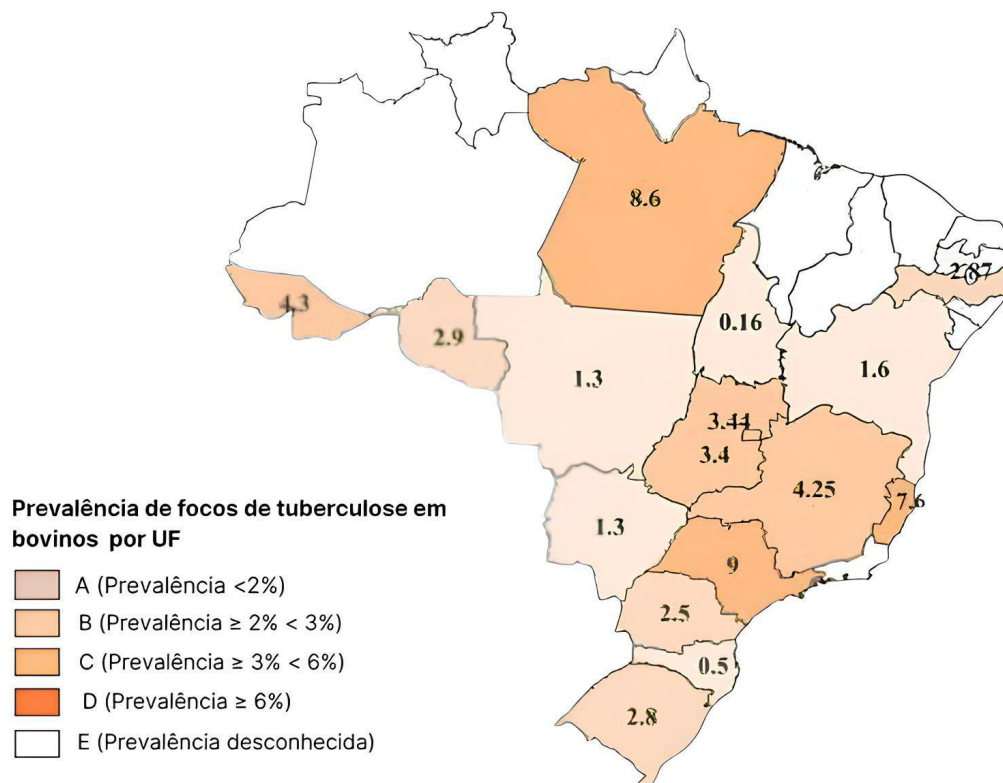 8.6
2.87
4.3
0.16
2.9
1.3
1.6
3.44
3.4
4.25
7.6
1.3
9
2.5
0.5
2.8
Prevalência de focos de tuberculose em
bovinos por UF
A (Prevalência <2%)
B (Prevalência ≥ 2% < 3%)
C (Prevalência ≥ 3% < 6%)
D (Prevalência ≥ 6%)
E (Prevalência desconhecida)